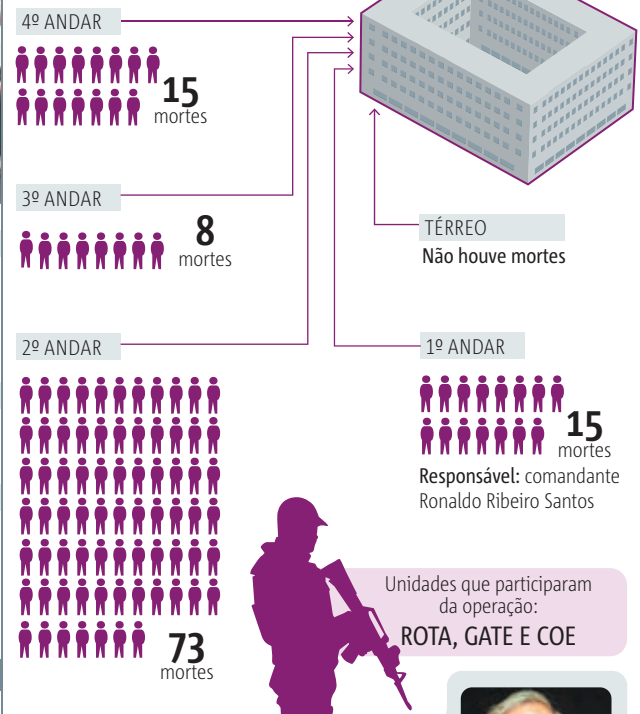 4º ANDAR
15
mortes
3º ANDAR
8
mortes
TÉRREO
Não houve mortes
2º ANDAR
73
mortes
1º ANDAR
15
mortes
Responsável: comandante
Ronaldo Ribeiro Santos
Unidades que participaram
da operação:
ROTA, GATE E COE